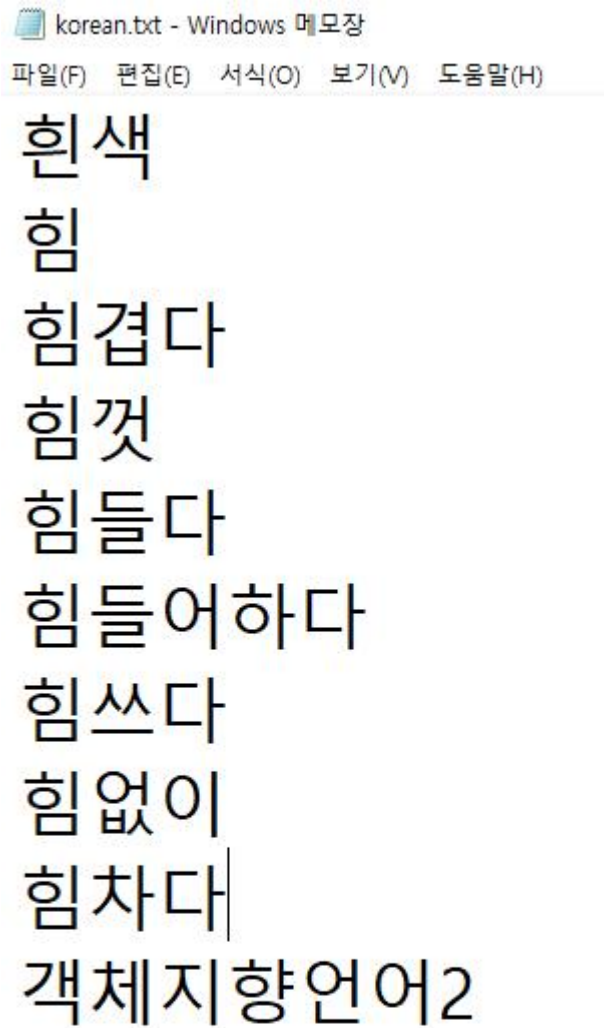 korean.txt - Windows 메모장
파일(F) 편집(E) 서식(O) 보기(V) 도움말(H)
흰색
힘
힘겹다
힘껏
힘들다
힘들어하다
힘쓰다
힘없이
힘차다
객체지향언어2